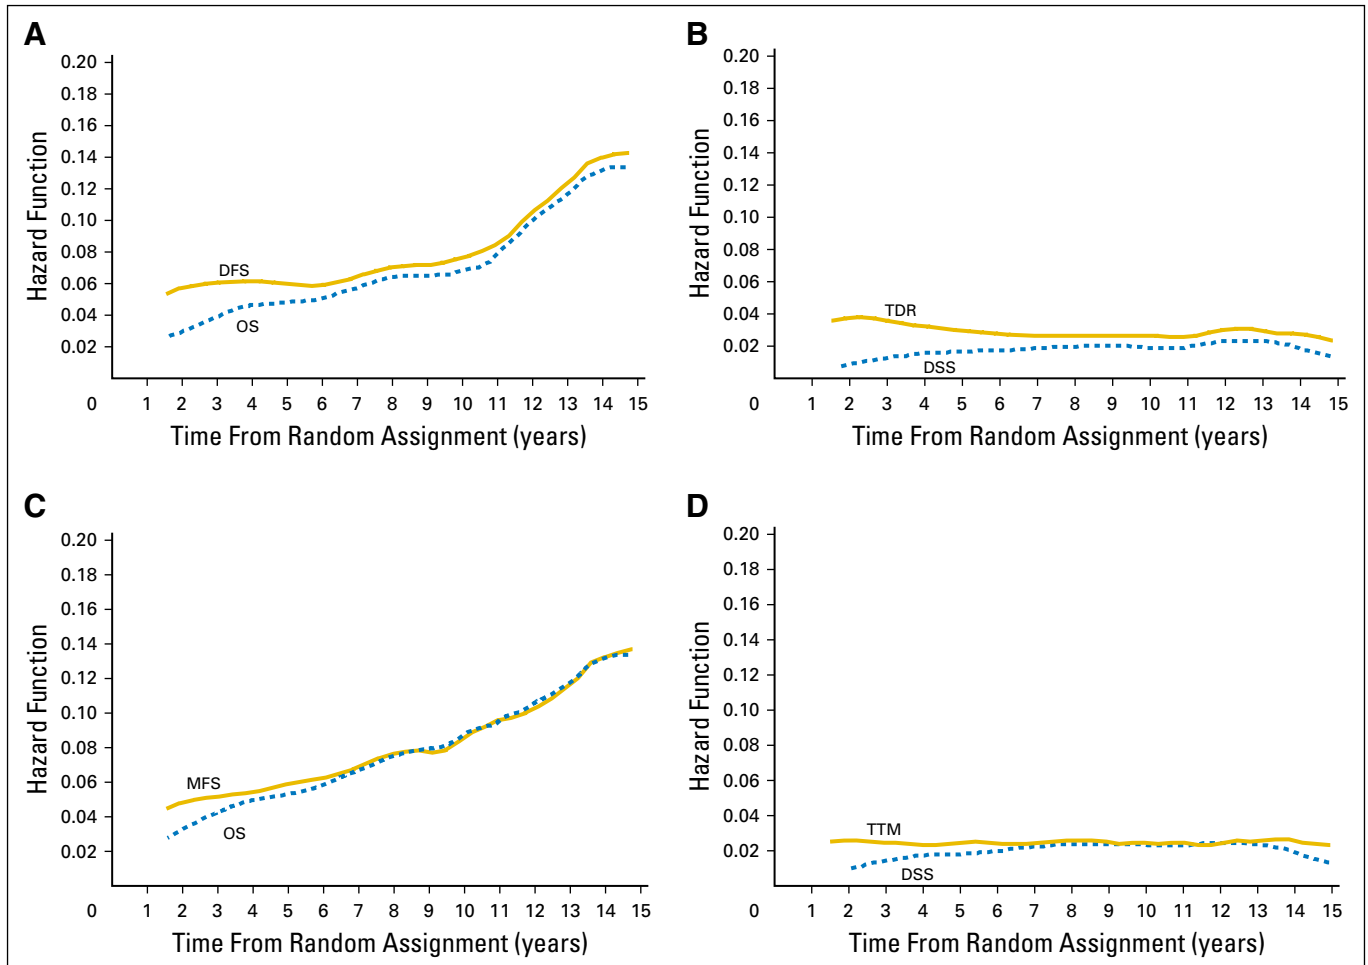 A
0.20
0.18
0.16
0.14
0.12
0.10
0.08
0.06
0.04
0.02
Hazard Function
DFS
OS
0 1 2 3 4 5 6 7 8 9 10 11 12 13 14 15
Time From Random Assignment (years)
B
0.20
0.18
0.16
0.14
0.12
0.10
0.08
0.06
0.04
0.02
Hazard Function
TDR
DSS
0 1 2 3 4 5 6 7 8 9 10 11 12 13 14 15
Time From Random Assignment (years)
C
0.20
0.18
0.16
0.14
0.12
0.10
0.08
0.06
0.04
0.02
Hazard Function
MFS
OS
0 1 2 3 4 5 6 7 8 9 10 11 12 13 14 15
Time From Random Assignment (years)
D
0.20
0.18
0.16
0.14
0.12
0.10
0.08
0.06
0.04
0.02
Hazard Function
TTM
DSS
0 1 2 3 4 5 6 7 8 9 10 11 12 13 14 15
Time From Random Assignment (years)